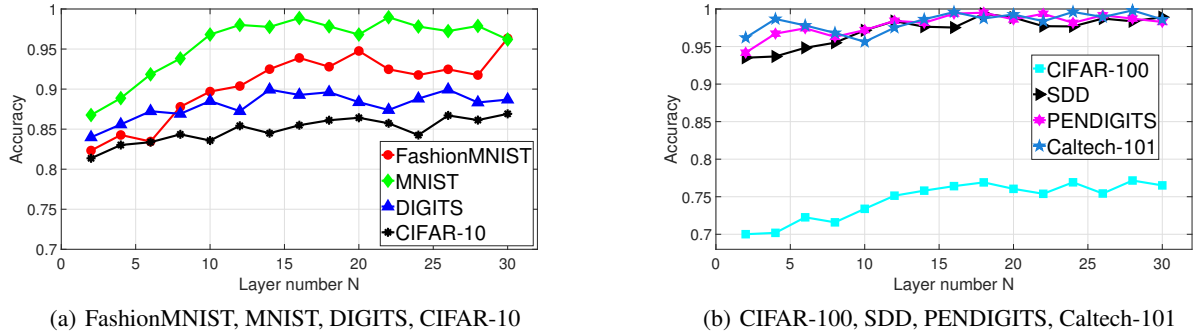 1
0.95
0.9
0.85
0.8
0.75
0.7
Accuracy
FashionMNIST
MNIST
DIGITS
CIFAR-10
0 5 10 15 20 25 30
Layer number N
(a) FashionMNIST, MNIST, DIGITS, CIFAR-10
1
0.95
0.9
0.85
0.8
0.75
0.7
Accuracy
CIFAR-100
SDD
PENDIGITS
Caltech-101
0 5 10 15 20 25 30
Layer number N
(b) CIFAR-100, SDD, PENDIGITS, Caltech-101